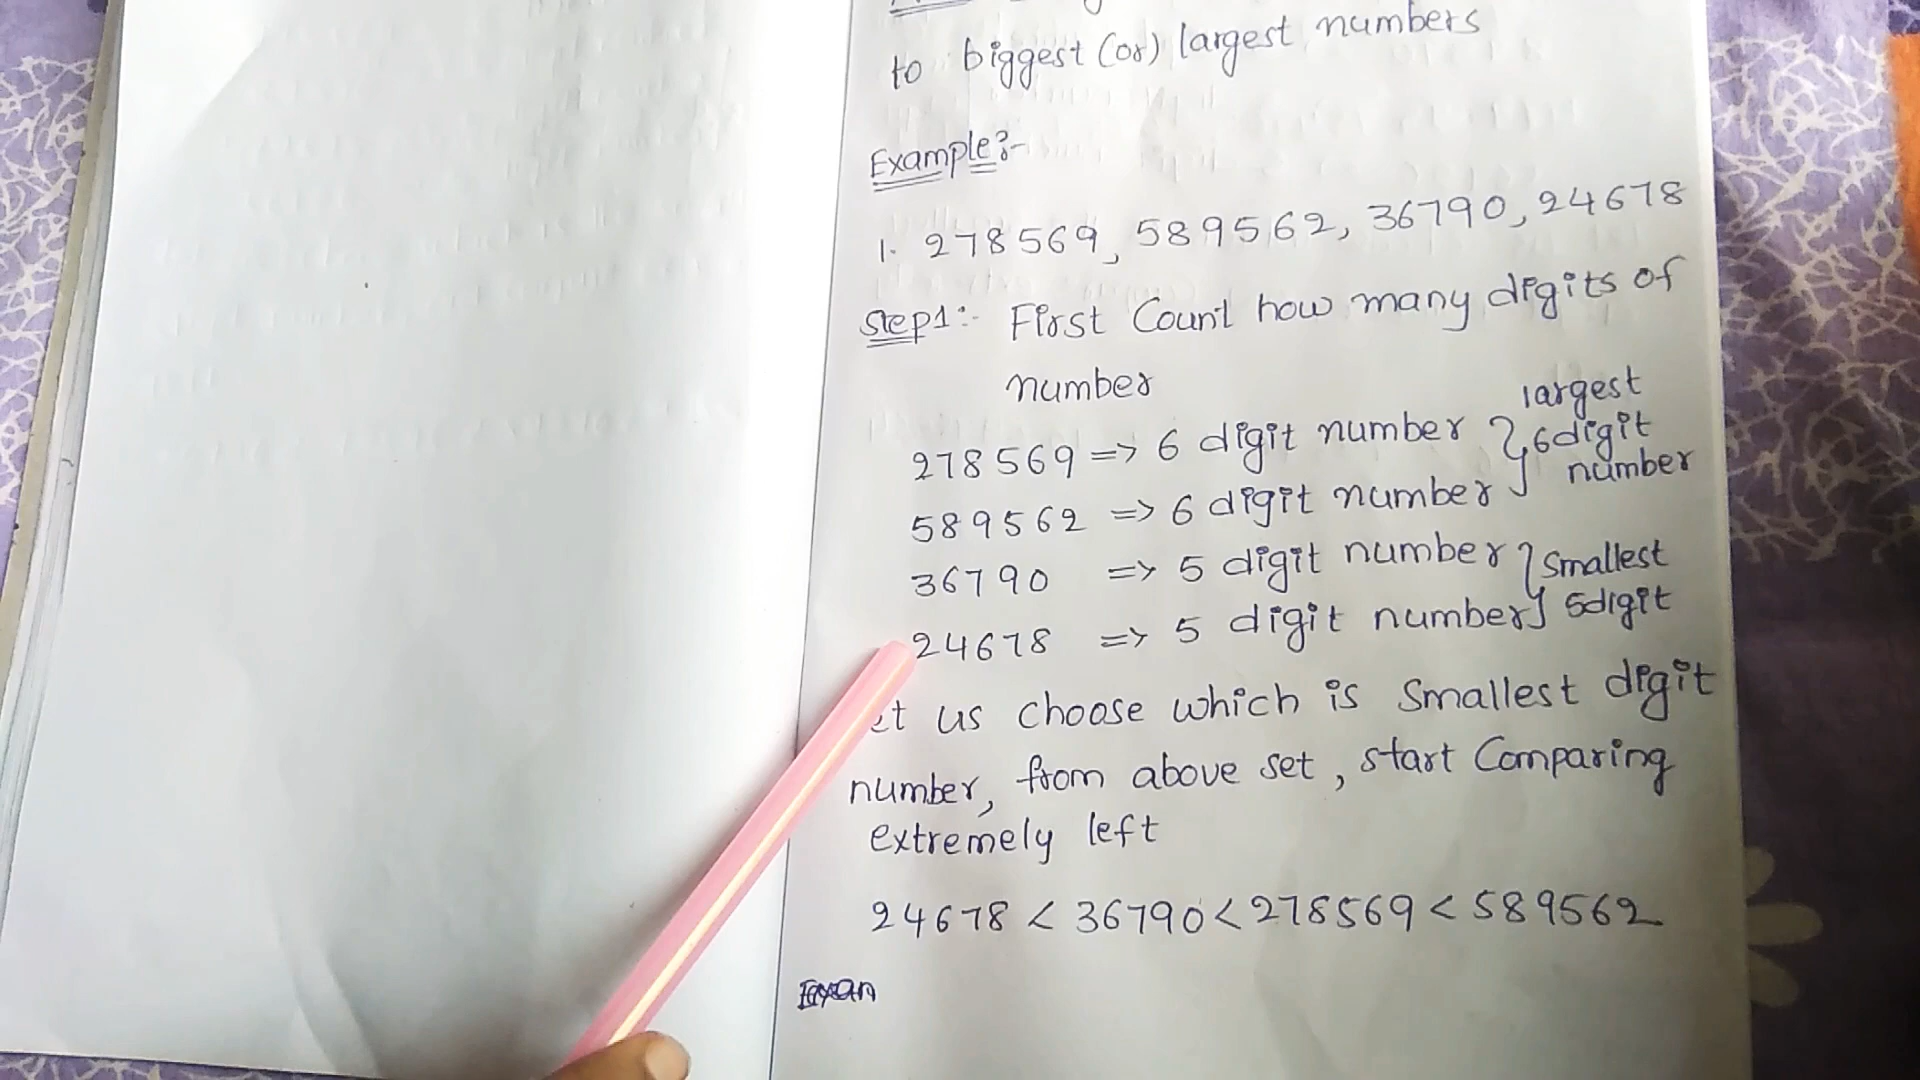 to biggest (or) largest numbers
Example:-
1. 278569, 589562, 36790, 24678
Step1:- First Count how many digits of
number
278569 => 6 digit number } largest 6digit number
589562 => 6 digit number
36790 => 5 digit number } Smallest 5digit
24678 => 5 digit number
us choose which is Smallest digit
number, from above set, start Comparing
extremely left
24678 < 36790 < 278569 < 589562